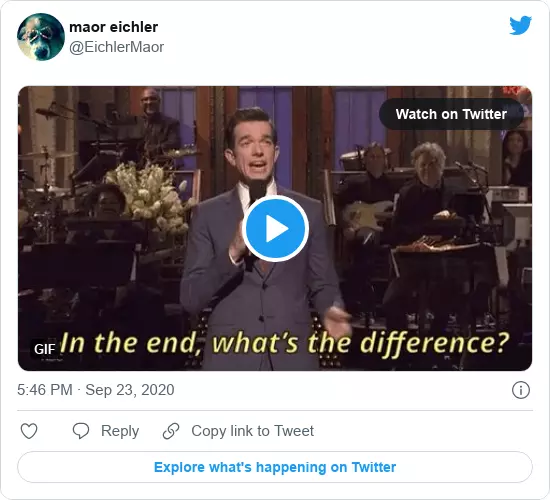 maor eichler
@EichlerMaor
Watch on Twitter
GIF
In the end, what's the difference?
5:46 PM · Sep 23, 2020
Reply
Copy link to Tweet
Explore what's happening on Twitter